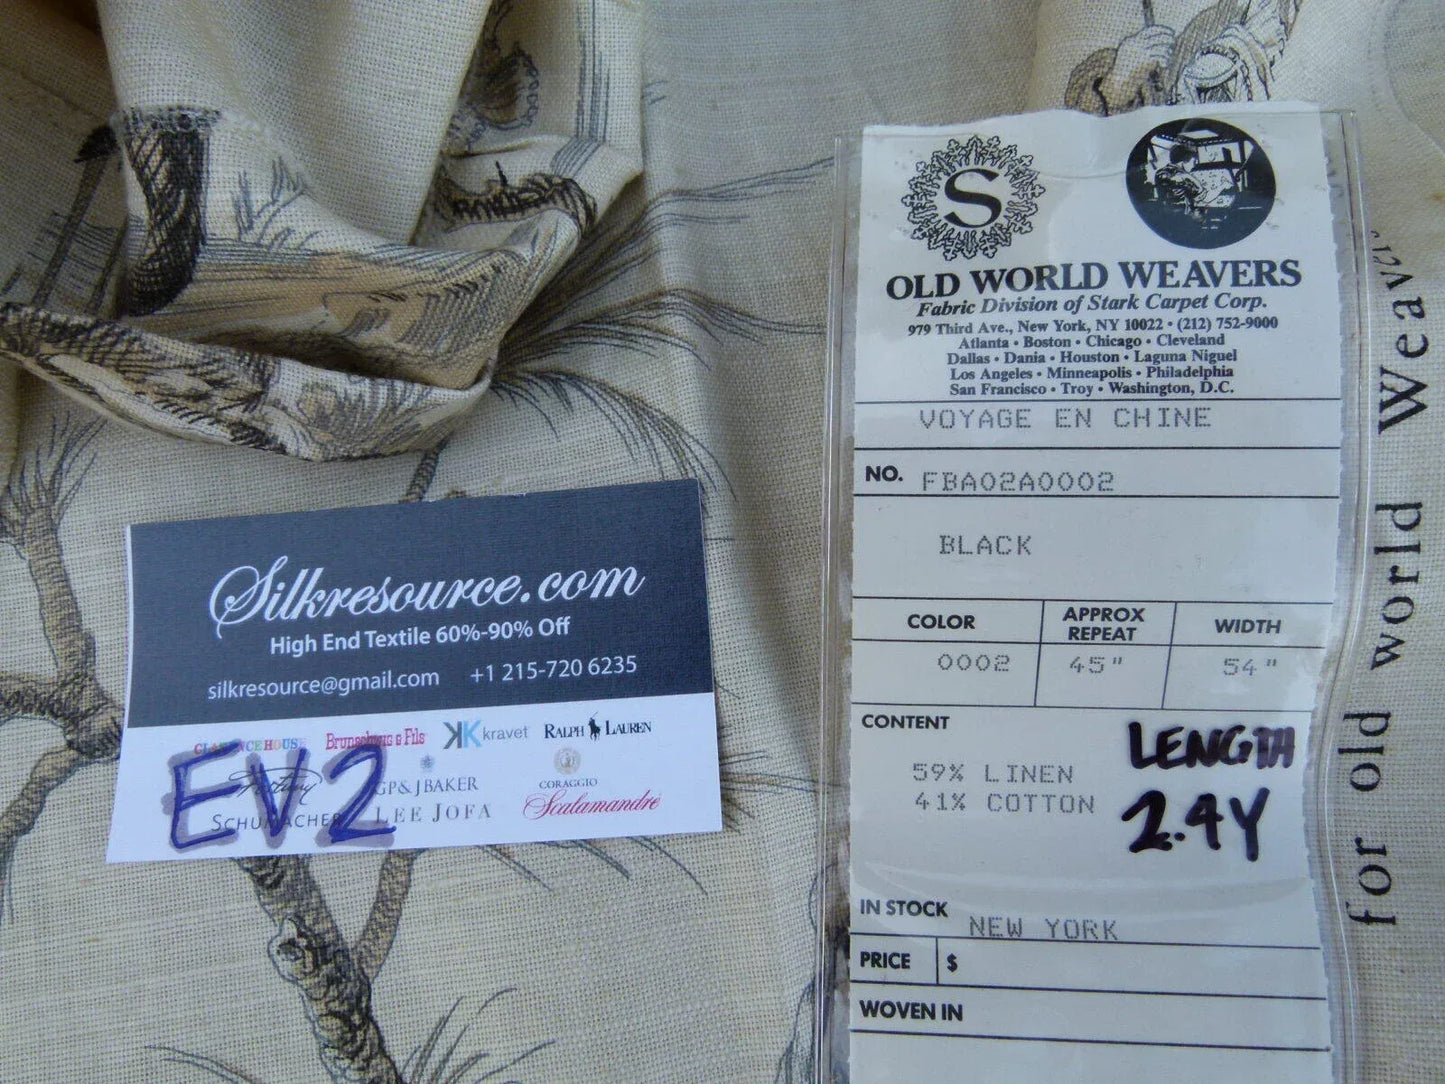 Silkresource.com
High End Textile 60%-90% Off
silkresource@gmail.com +1 215-720 6235
CLARENCE HOUSE Brunschwig & Fils kravet RALPH LAUREN
GP & J BAKER CORAGGIO
SCHUMACHER LEE JOFA Scalamandré
EV2
S
OLD WORLD WEAVERS
Fabric Division of Stark Carpet Corp.
979 Third Ave., New York, NY 10022 • (212) 752-9000
Atlanta • Boston • Chicago • Cleveland
Dallas • Dania • Houston • Laguna Niguel
Los Angeles • Minneapolis • Philadelphia
San Francisco • Troy • Washington, D.C.
VOYAGE EN CHINE
NO. FBA02A0002
BLACK
COLOR APPROX REPEAT WIDTH
0002 45" 54"
CONTENT
59% LINEN
41% COTTON
LENGTH
2.4Y
IN STOCK NEW YORK
PRICE $
WOVEN IN
for old world Weavers